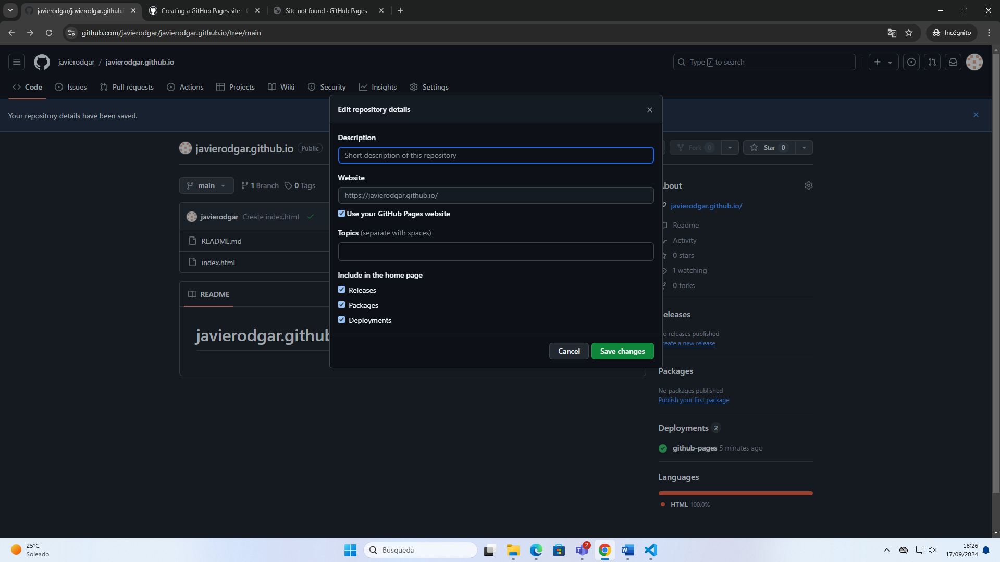 javierodgar/javierodgar.github.i
Creating a GitHub Pages site -
Site not found · GitHub Pages
github.com/javierodgar/javierodgar.github.io/tree/main
Incógnito
javierodgar / javierodgar.github.io
Type / to search
Code
Issues
Pull requests
Actions
Projects
Wiki
Security
Insights
Settings
Your repository details have been saved.
Edit repository details
Description
Short description of this repository
Website
https://javierodgar.github.io/
Use your GitHub Pages website
Topics (separate with spaces)
Include in the home page
Releases
Packages
Deployments
Cancel
Save changes
javierodgar.github.io Public
Fork 0
Star 0
main
1 Branch
0 Tags
javierodgar Create index.html
README.md
index.html
README
javierodgar.github
bout
javierodgar.github.io/
Readme
Activity
0 stars
1 watching
0 forks
eleases
o releases published
reate a new release
Packages
No packages published
Publish your first package
Deployments 2
github-pages 5 minutes ago
Languages
HTML 100.0%
25°C
Soleado
Búsqueda
2
18:26
17/09/2024